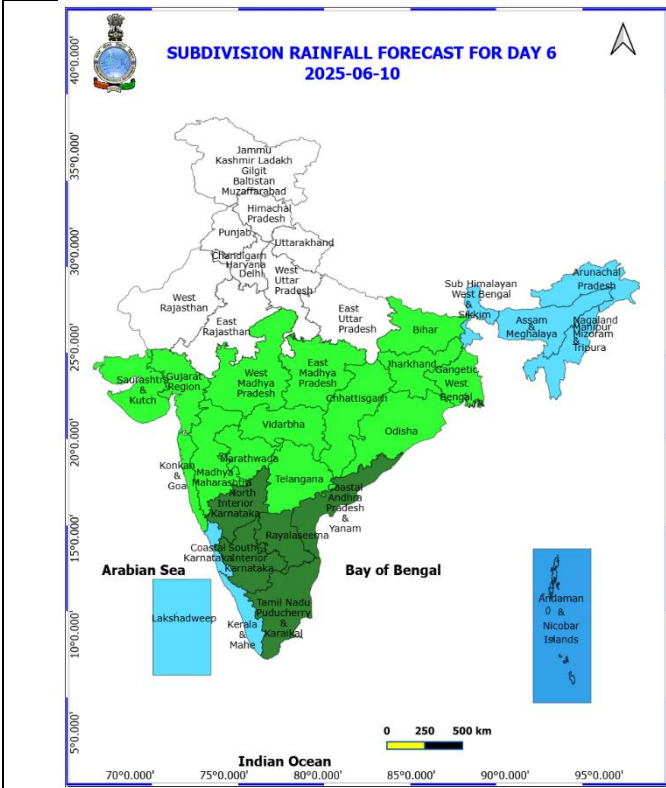 SUBDIVISION RAINFALL FORECAST FOR DAY 6
2025-06-10
40°0.000'
35°0.000'
30°0.000'
25°0.000'
20°0.000'
15°0.000'
10°0.000'
5°0.000'
Jammu
Kashmir Ladakh
Gilgit
Baltistan
Muzaffarabad
Himachal
Pradesh
Punjab
Uttarakhand
Chandigarh
Haryana
Delhi
West
Uttar
Pradesh
West
Rajasthan
East
Rajasthan
East
Uttar
Pradesh
Sub Himalayan
West Bengal
&
Sikkim
Arunachal
Pradesh
Assam
&
Meghalaya
Nagaland
Manipur
Mizoram
&
Tripura
Bihar
Jharkhand
Gangetic
West
Bengal
Saurashtra
&
Kutch
Gujarat
Region
West
Madhya
Pradesh
East
Madhya
Pradesh
Chhattisgarh
Odisha
Vidarbha
Konkan
&
Goa
Madhya
Maharashtra
Marathwada
Telangana
North
Interior
Karnataka
Coastal
Andhra
Pradesh
&
Yanam
Rayalaseema
Coastal
Karnataka
South
Interior
Karnataka
Arabian Sea
Bay of Bengal
Lakshadweep
Kerala
&
Mahe
Tamil Nadu
Puducherry
&
Karaikal
Andaman
&
Nicobar
Islands
0 250 500 km
Indian Ocean
70°0.000' 75°0.000' 80°0.000' 85°0.000' 90°0.000' 95°0.000'